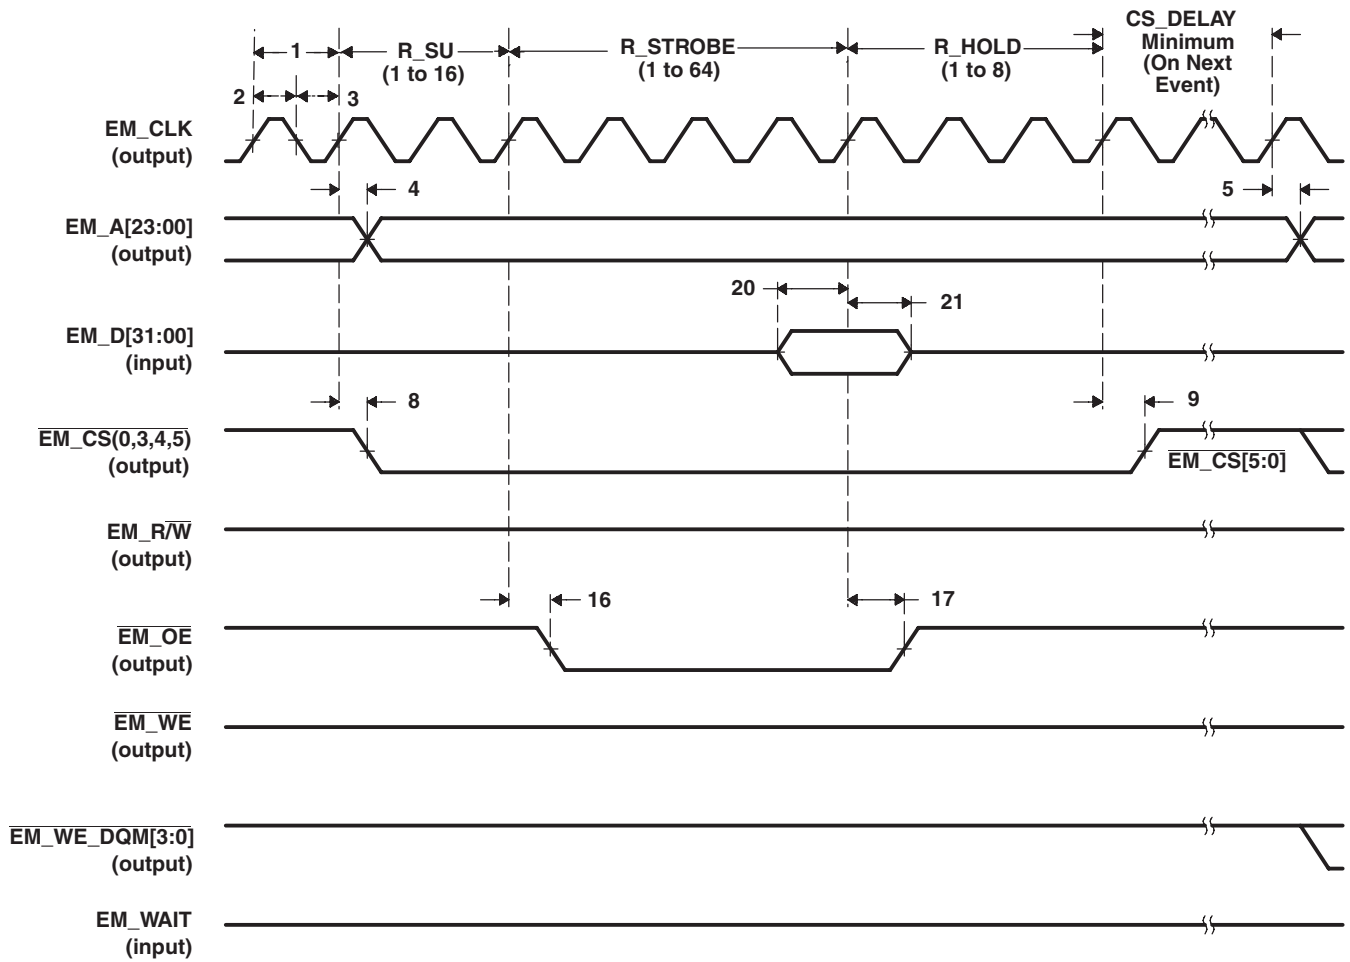 1
R_SU
(1 to 16)
R_STROBE
(1 to 64)
R_HOLD
(1 to 8)
CS_DELAY
Minimum
(On Next
Event)
2
3
EM_CLK
(output)
4
5
EM_A[23:00]
(output)
20
21
EM_D[31:00]
(input)
8
9
EM_CS(0,3,4,5)
(output)
EM_CS[5:0]
EM_R/W
(output)
16
17
EM_OE
(output)
EM_WE
(output)
EM_WE_DQM[3:0]
(output)
EM_WAIT
(input)